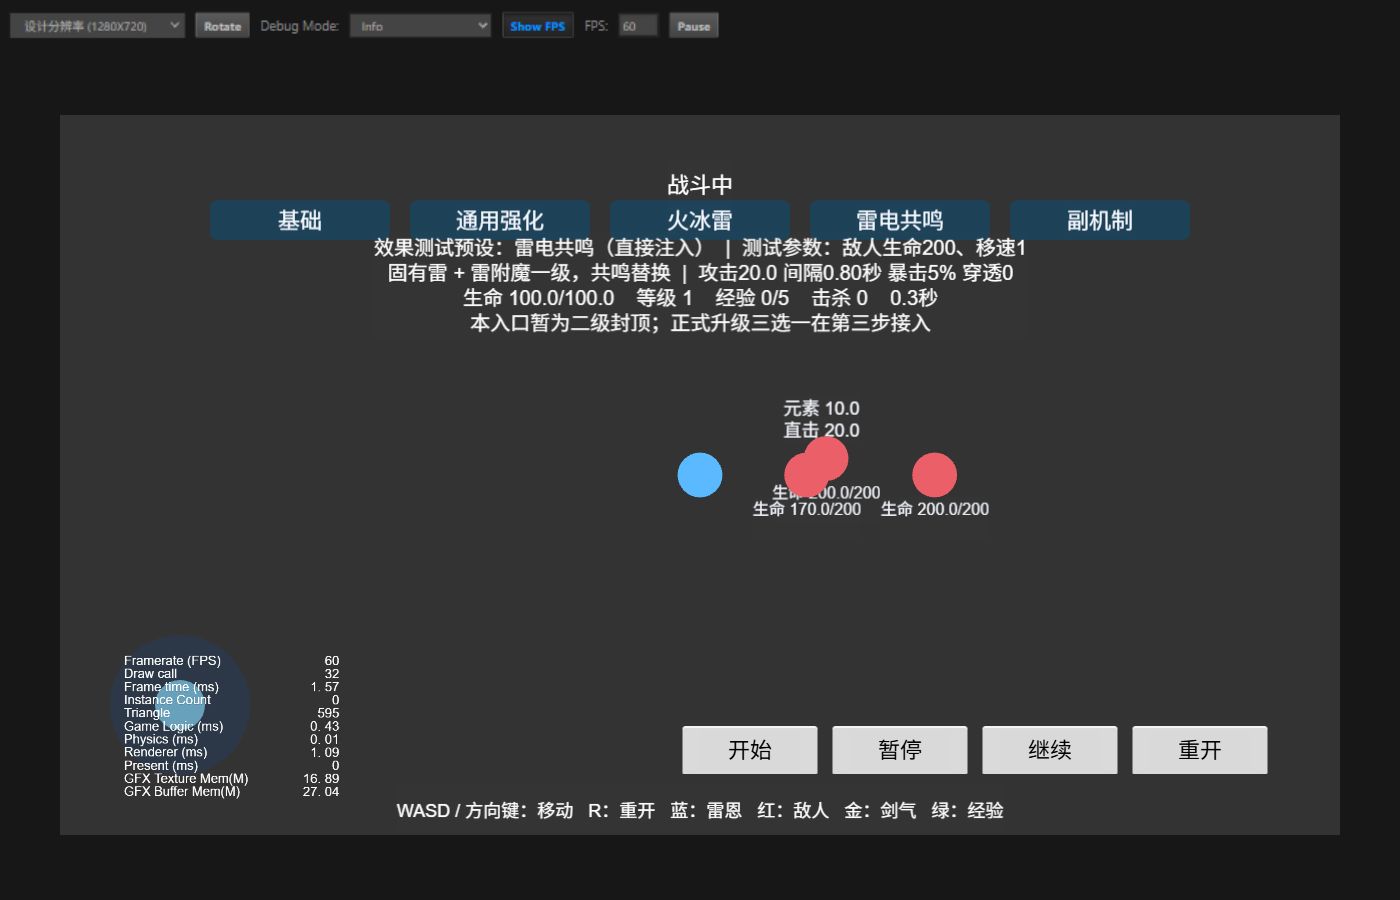 设计分辨率 (1280X720) Rotate Debug Mode: Info Show FPS FPS: 60 Pause
战斗中
基础 通用强化 火冰雷 雷电共鸣 副机制
效果测试预设：雷电共鸣（直接注入） | 测试参数：敌人生命200、移速1
固有雷 + 雷附魔一级，共鸣替换 | 攻击20.0 间隔0.80秒 暴击5% 穿透0
生命 100.0/100.0 等级 1 经验 0/5 击杀 0 0.3秒
本入口暂为二级封顶；正式升级三选一在第三步接入
元素 10.0
直击 20.0
生命 200.0/200
生命 170.0/200 生命 200.0/200
Framerate (FPS) 60
Draw call 32
Frame time (ms) 1.57
Instance Count 0
Triangle 595
Game Logic (ms) 0.43
Physics (ms) 0.01
Renderer (ms) 1.09
Present (ms) 0
GFX Texture Mem(M) 16.89
GFX Buffer Mem(M) 27.04
开始 暂停 继续 重开
WASD / 方向键：移动 R：重开 蓝：雷恩 红：敌人 金：剑气 绿：经验